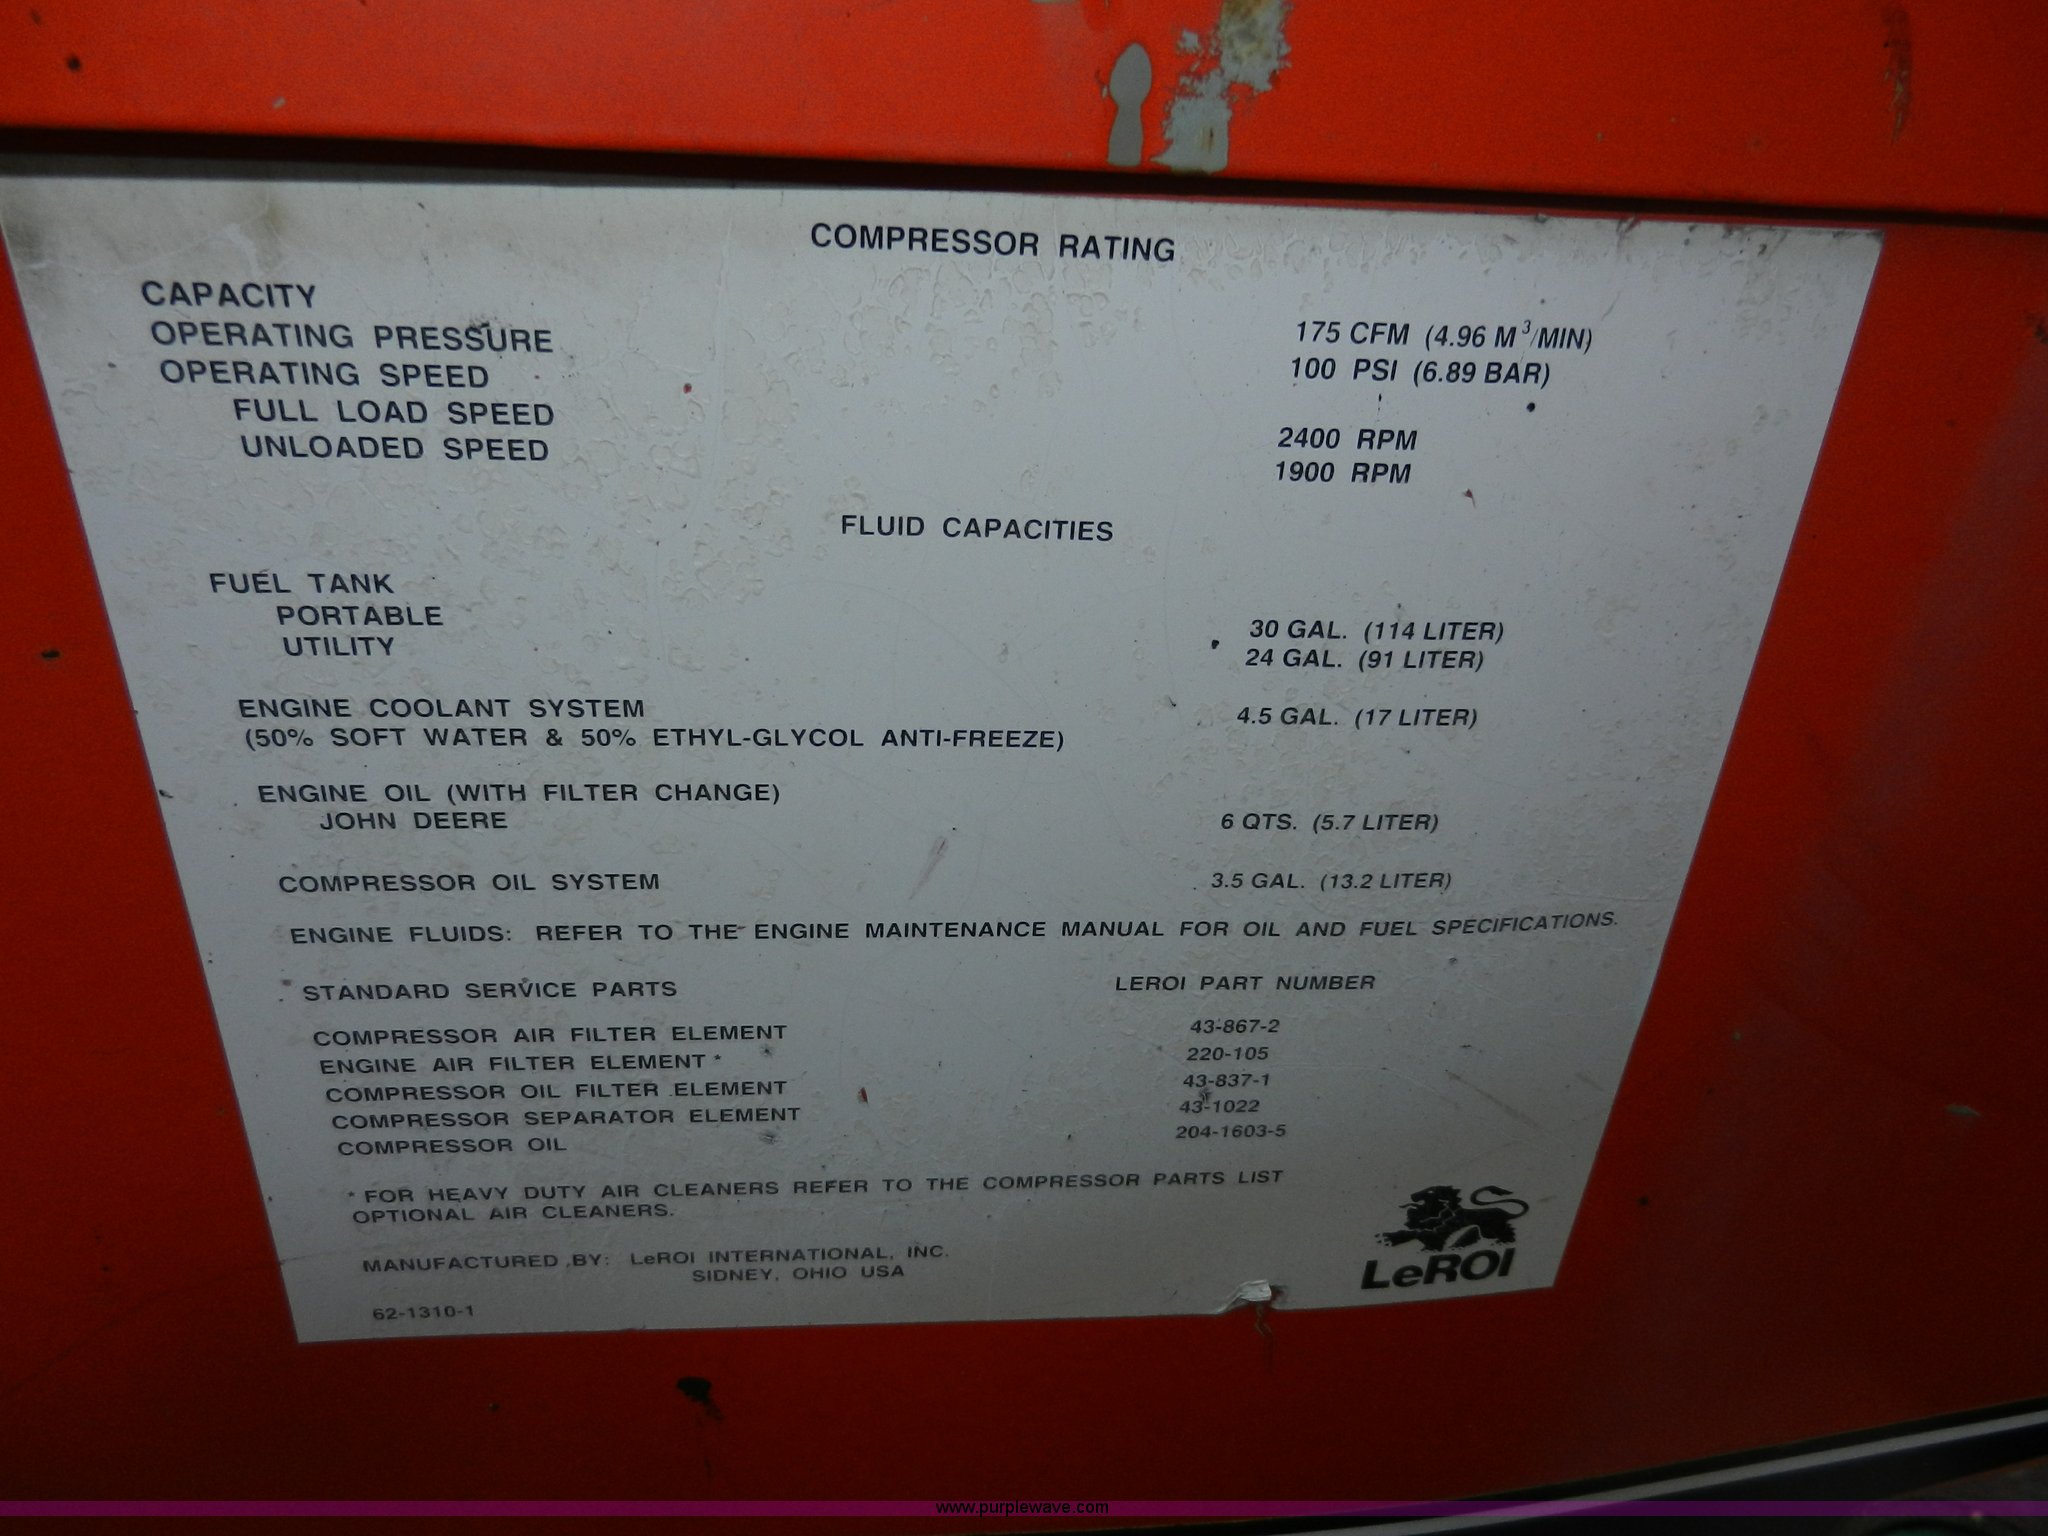 COMPRESSOR RATING
CAPACITY 175 CFM (4.96 M³/MIN)
OPERATING PRESSURE 100 PSI (6.89 BAR)
OPERATING SPEED
FULL LOAD SPEED 2400 RPM
UNLOADED SPEED 1900 RPM
FLUID CAPACITIES
FUEL TANK
PORTABLE 30 GAL. (114 LITER)
UTILITY 24 GAL. (91 LITER)
ENGINE COOLANT SYSTEM 4.5 GAL. (17 LITER)
(50% SOFT WATER & 50% ETHYL-GLYCOL ANTI-FREEZE)
ENGINE OIL (WITH FILTER CHANGE)
JOHN DEERE 6 QTS. (5.7 LITER)
COMPRESSOR OIL SYSTEM 3.5 GAL. (13.2 LITER)
ENGINE FLUIDS: REFER TO THE ENGINE MAINTENANCE MANUAL FOR OIL AND FUEL SPECIFICATIONS.
STANDARD SERVICE PARTS LEROI PART NUMBER
COMPRESSOR AIR FILTER ELEMENT 43-867-2
ENGINE AIR FILTER ELEMENT * 220-105
COMPRESSOR OIL FILTER ELEMENT 43-837-1
COMPRESSOR SEPARATOR ELEMENT 43-1022
COMPRESSOR OIL 204-1603-5
* FOR HEAVY DUTY AIR CLEANERS REFER TO THE COMPRESSOR PARTS LIST
OPTIONAL AIR CLEANERS.
MANUFACTURED BY: LeROI INTERNATIONAL, INC.
SIDNEY, OHIO USA
LeROI
62-1310-1
www.purplewave.com